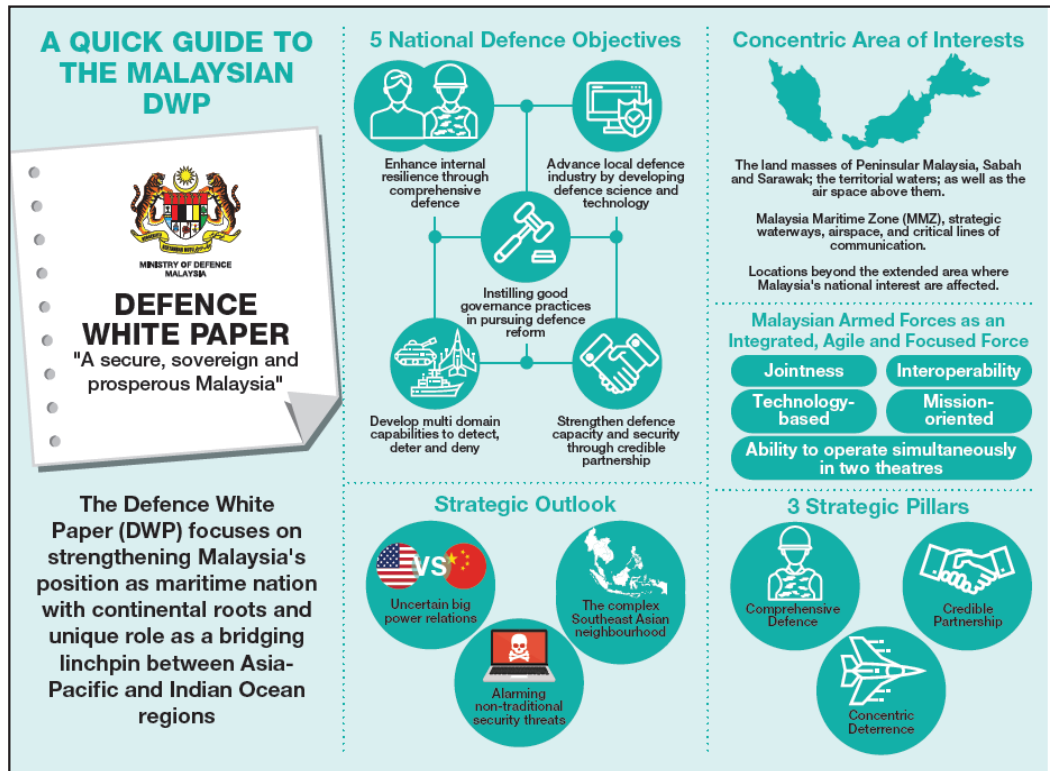 A QUICK GUIDE TO
THE MALAYSIAN
DWP
MINISTRY OF DEFENCE
MALAYSIA
DEFENCE
WHITE PAPER
"A secure, sovereign and
prosperous Malaysia"
The Defence White
Paper (DWP) focuses on
strengthening Malaysia's
position as maritime nation
with continental roots and
unique role as a bridging
linchpin between Asia-
Pacific and Indian Ocean
regions
5 National Defence Objectives
Enhance internal
resilience through
comprehensive
defence
Advance local defence
industry by developing
defence science and
technology
Instilling good
governance practices
in pursuing defence
reform
Develop multi domain
capabilities to detect,
deter and deny
Strengthen defence
capacity and security
through credible
partnership
Strategic Outlook
VS
Uncertain big
power relations
The complex
Southeast Asian
neighbourhood
Alarming
non-traditional
security threats
Concentric Area of Interests
The land masses of Peninsular Malaysia, Sabah
and Sarawak; the territorial waters; as well as the
air space above them.
Malaysia Maritime Zone (MMZ), strategic
waterways, airspace, and critical lines of
communication.
Locations beyond the extended area where
Malaysia's national interest are affected.
Malaysian Armed Forces as an
Integrated, Agile and Focused Force
Jointness
Interoperability
Technology-
based
Mission-
oriented
Ability to operate simultaneously
in two theatres
3 Strategic Pillars
Comprehensive
Defence
Credible
Partnership
Concentric
Deterrence